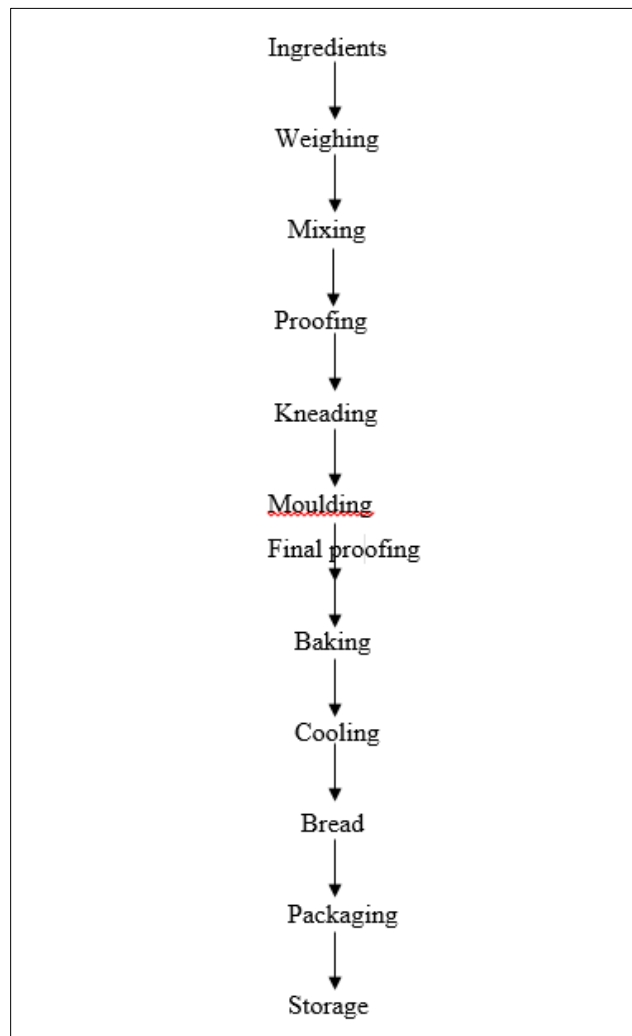 Ingredients
Weighing
Mixing
Proofing
Kneading
Moulding
Final proofing
Baking
Cooling
Bread
Packaging
Storage